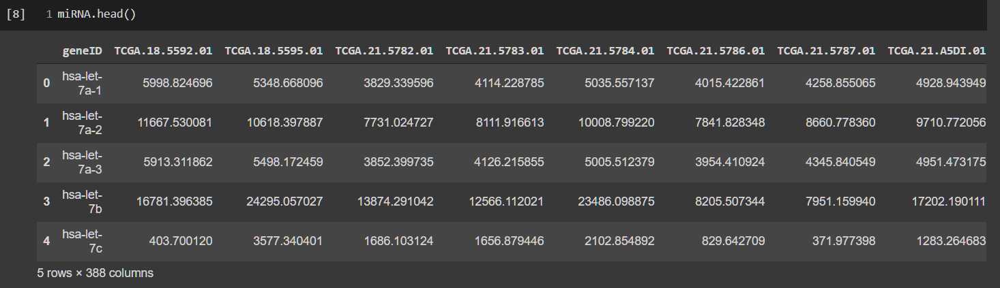 [8] 1 miRNA.head()
geneID TCGA.18.5592.01 TCGA.18.5595.01 TCGA.21.5782.01 TCGA.21.5783.01 TCGA.21.5784.01 TCGA.21.5786.01 TCGA.21.5787.01 TCGA.21.A5DI.01
0 hsa-let-7a-1 5998.824696 5348.668096 3829.339596 4114.228785 5035.557137 4015.422861 4258.855065 4928.943949
1 hsa-let-7a-2 11667.530081 10618.397887 7731.024727 8111.916613 10008.799220 7841.828348 8660.778360 9710.772056
2 hsa-let-7a-3 5913.311862 5498.172459 3852.399735 4126.215855 5005.512379 3954.410924 4345.840549 4951.473175
3 hsa-let-7b 16781.396385 24295.057027 13874.291042 12566.112021 23486.098875 8205.507344 7951.159940 17202.190111
4 hsa-let-7c 403.700120 3577.340401 1686.103124 1656.879446 2102.854892 829.642709 371.977398 1283.264683
5 rows × 388 columns